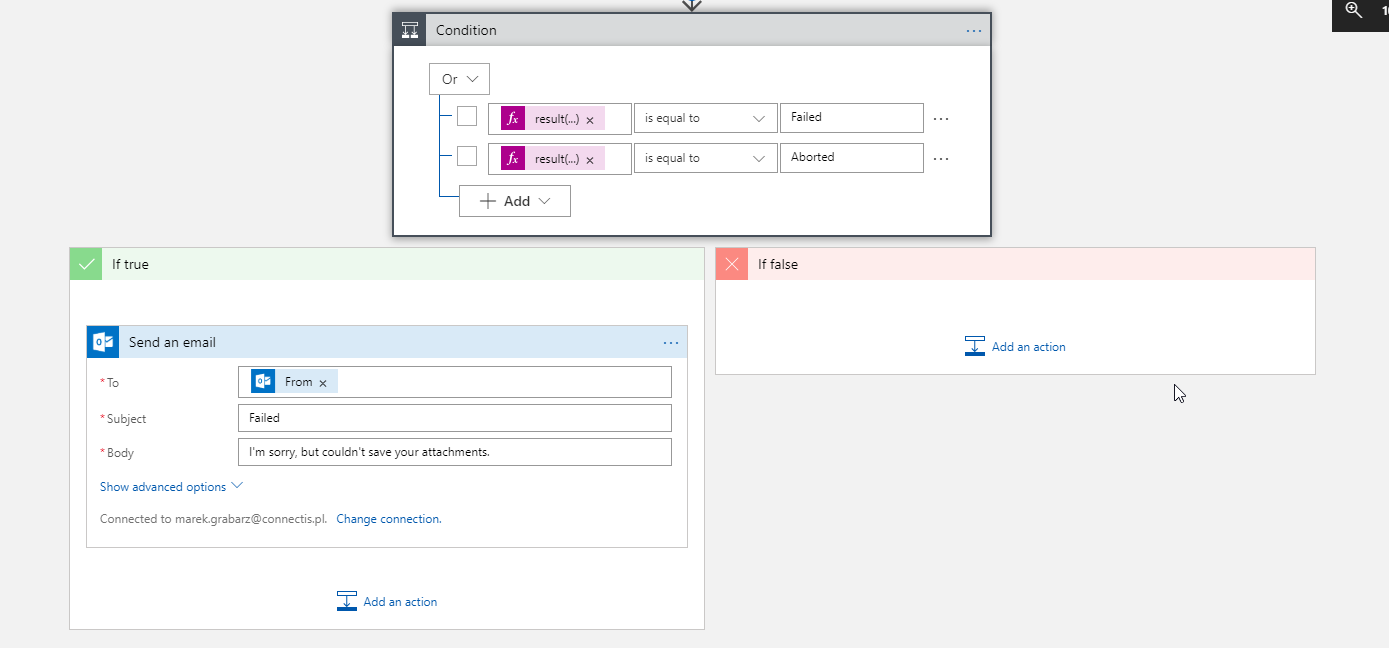 Condition
Or
fx result(...) × is equal to Failed
fx result(...) × is equal to Aborted
Add
If true
If false
Send an email
Add an action
*To From ×
*Subject Failed
*Body I'm sorry, but couldn't save your attachments.
Show advanced options
Connected to marek.grabarz@connectis.pl. Change connection.
Add an action